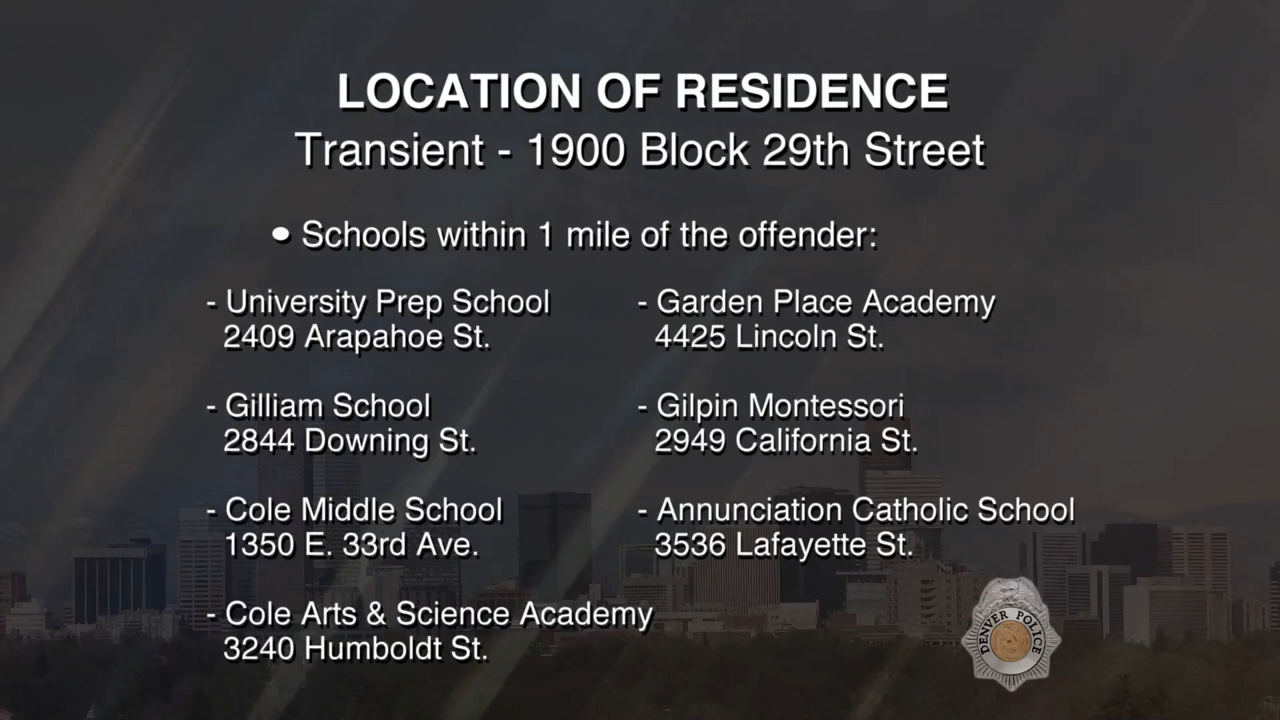 LOCATION OF RESIDENCE
Transient - 1900 Block 29th Street
• Schools within 1 mile of the offender:
- University Prep School
2409 Arapahoe St.
- Gilliam School
2844 Downing St.
- Cole Middle School
1350 E. 33rd Ave.
- Cole Arts & Science Academy
3240 Humboldt St.
- Garden Place Academy
4425 Lincoln St.
- Gilpin Montessori
2949 California St.
- Annunciation Catholic School
3536 Lafayette St.
DENVER POLICE